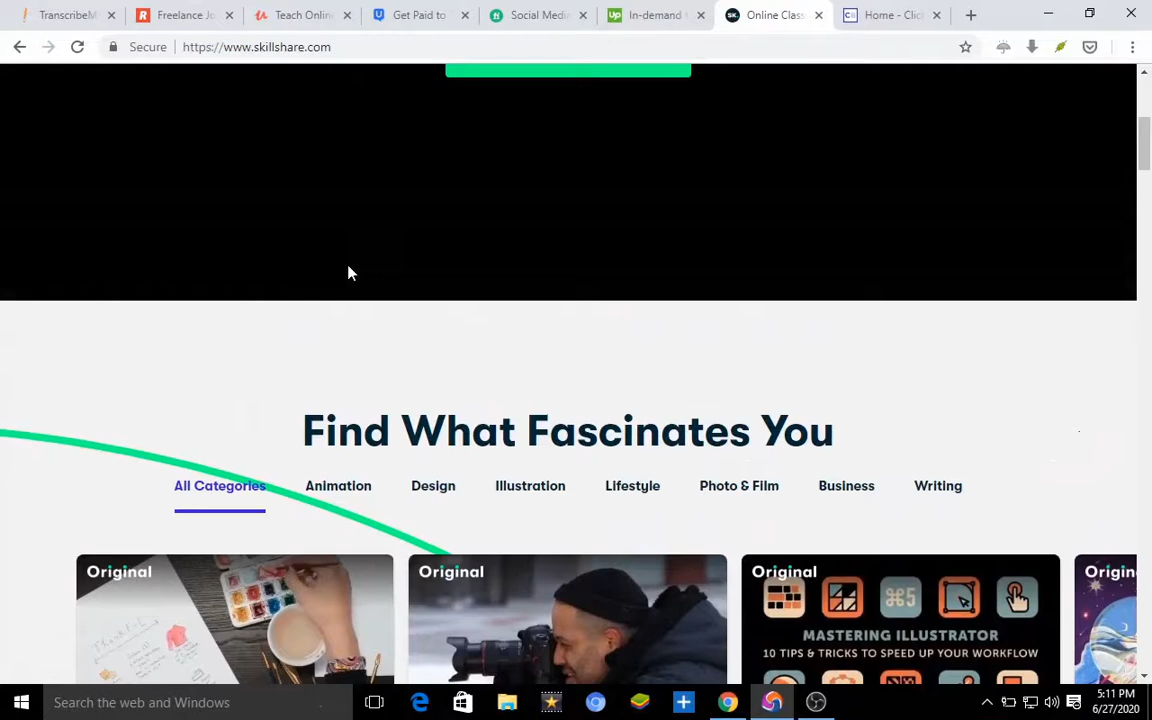 TranscribeM
Freelance Jo
Teach Onlin
Get Paid to
Social Medi
In-demand
Online Clas
Home - Clic
Secure https://www.skillshare.com
Find What Fascinates You
All Categories Animation Design Illustration Lifestyle Photo & Film Business Writing
Original
Original
Original
Origin
MASTERING ILLUSTRATOR
10 TIPS & TRICKS TO SPEED UP YOUR WORKFLOW
Search the web and Windows
5:11 PM
6/27/2020